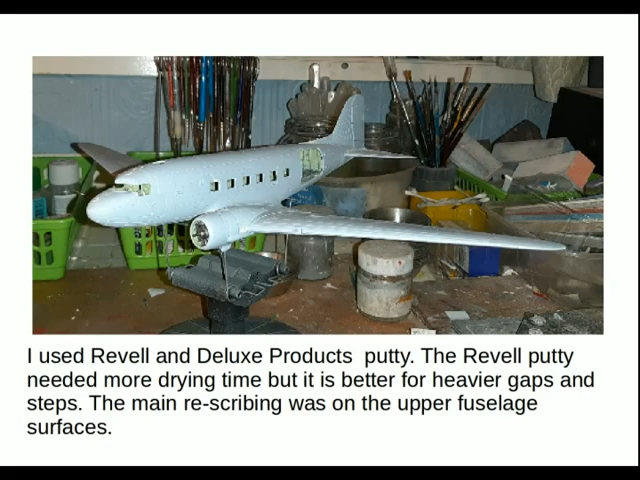 I used Revell and Deluxe Products  putty. The Revell putty
needed more drying time but it is better for heavier gaps and
steps. The main re-scribing was on the upper fuselage
surfaces.